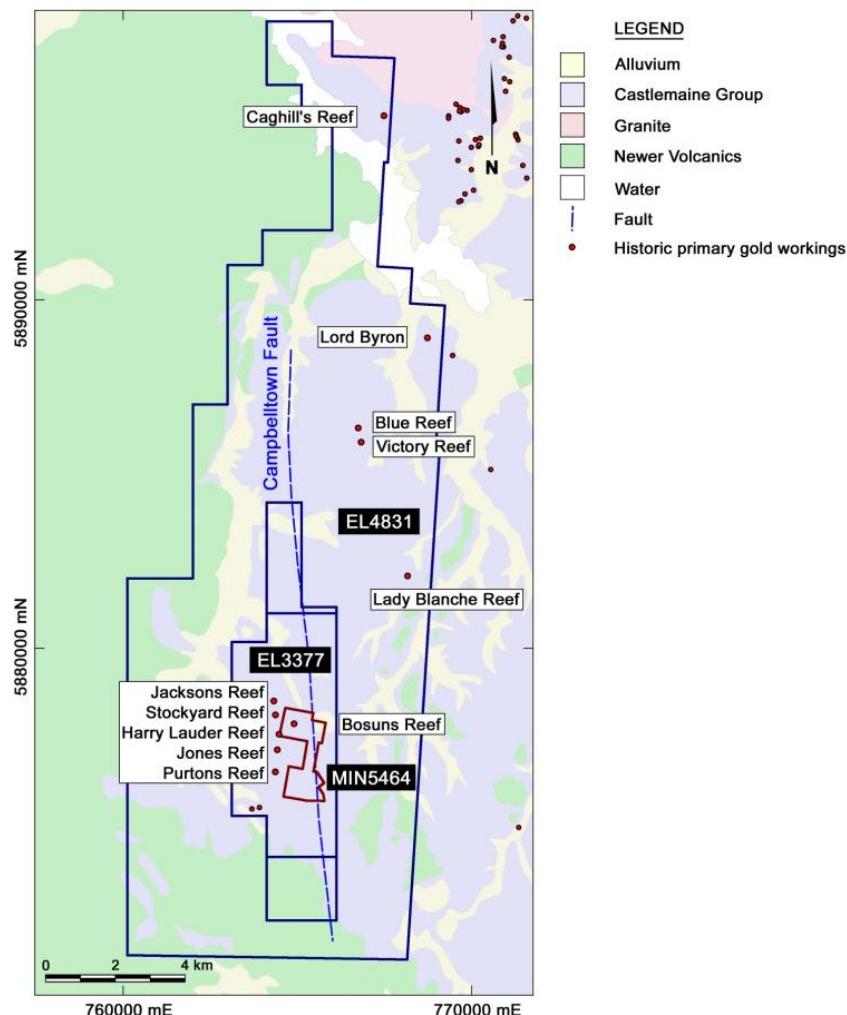 LEGEND
Alluvium
Castlemaine Group
Granite
Newer Volcanics
Water
Fault
Historic primary gold workings
N
Caghill's Reef
5890000 mN
Lord Byron
Campbelltown Fault
Blue Reef
Victory Reef
EL4831
Lady Blanche Reef
5880000 mN
EL3377
Jacksons Reef
Stockyard Reef
Bosuns Reef
Harry Lauder Reef
Jones Reef
Purtons Reef
MIN5464
0 2 4 km
760000 mE 770000 mE